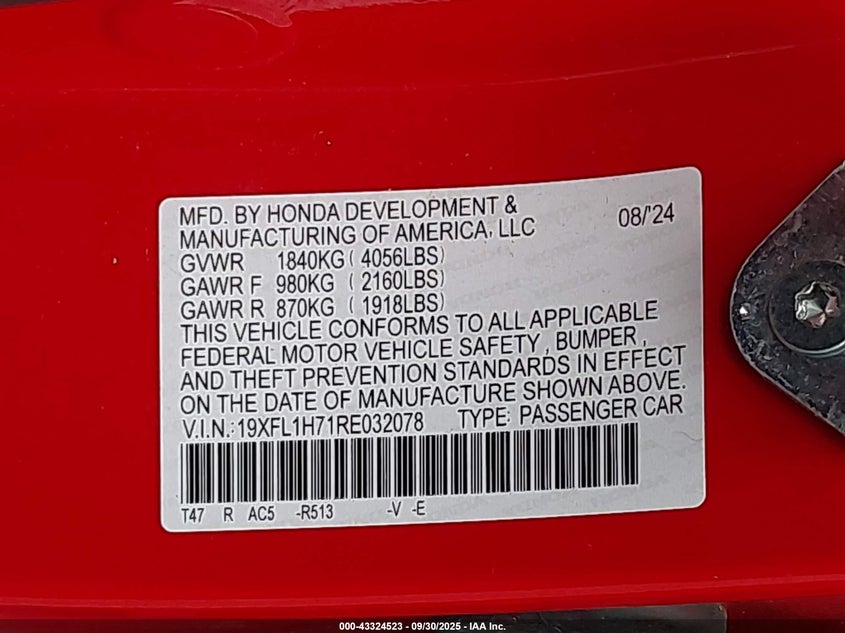 MFD. BY HONDA DEVELOPMENT &
MANUFACTURING OF AMERICA, LLC 08/'24
GVWR 1840KG ( 4056LBS)
GAWR F 980KG ( 2160LBS)
GAWR R 870KG ( 1918LBS)
THIS VEHICLE CONFORMS TO ALL APPLICABLE
FEDERAL MOTOR VEHICLE SAFETY , BUMPER ,
AND THEFT PREVENTION STANDARDS IN EFFECT
ON THE DATE OF MANUFACTURE SHOWN ABOVE.
V.I.N.:19XFL1H71RE032078 TYPE: PASSENGER CAR
T47 R AC5 -R513 -V -E
000-43324523 - 09/30/2025 - IAA Inc.